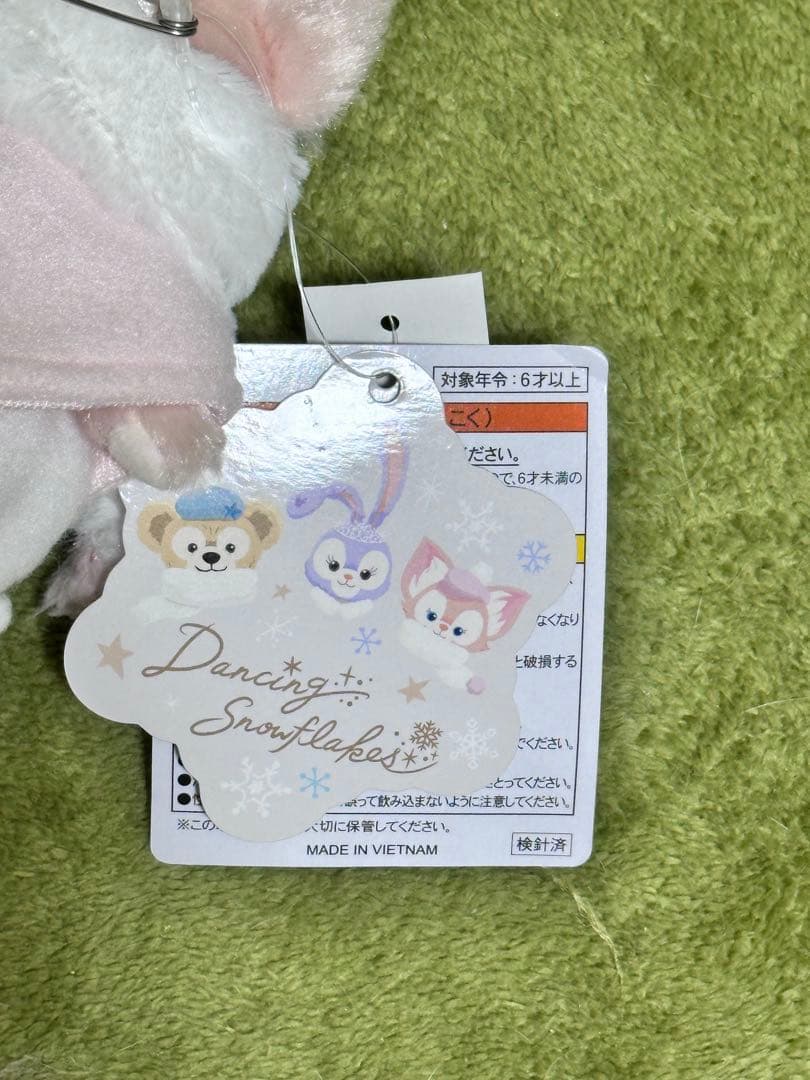 対象年令:6才以上
こく)
ださい。
で、6才未満の
Dancing
Snowflakes
なくなり
と破損する
でください。
とってください。
誤って飲み込まないように注意してください。
※この
大切に保管してください。
MADE IN VIETNAM
検針済